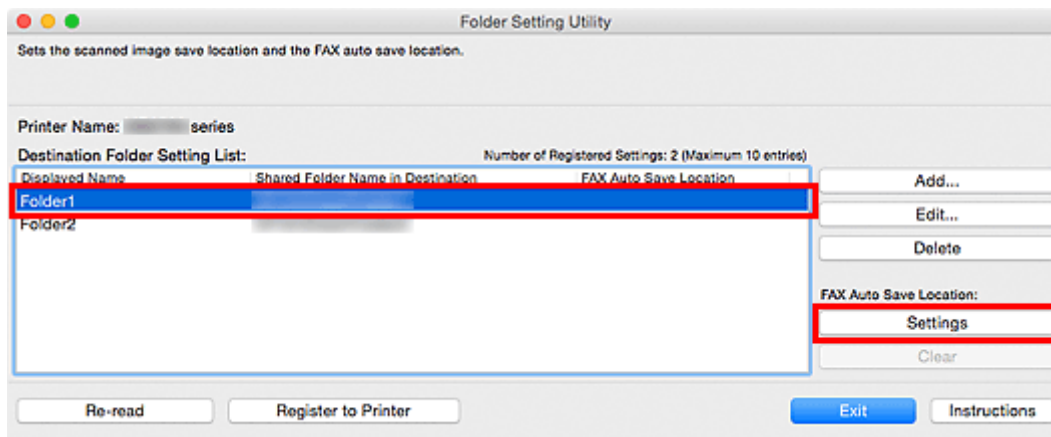 Folder Setting Utility
Sets the scanned image save location and the FAX auto save location.
Printer Name: series
Destination Folder Setting List: Number of Registered Settings: 2 (Maximum 10 entries)
Displayed Name Shared Folder Name in Destination FAX Auto Save Location
Folder1
Folder2
Add...
Edit...
Delete
FAX Auto Save Location:
Settings
Clear
Re-read Register to Printer Exit Instructions